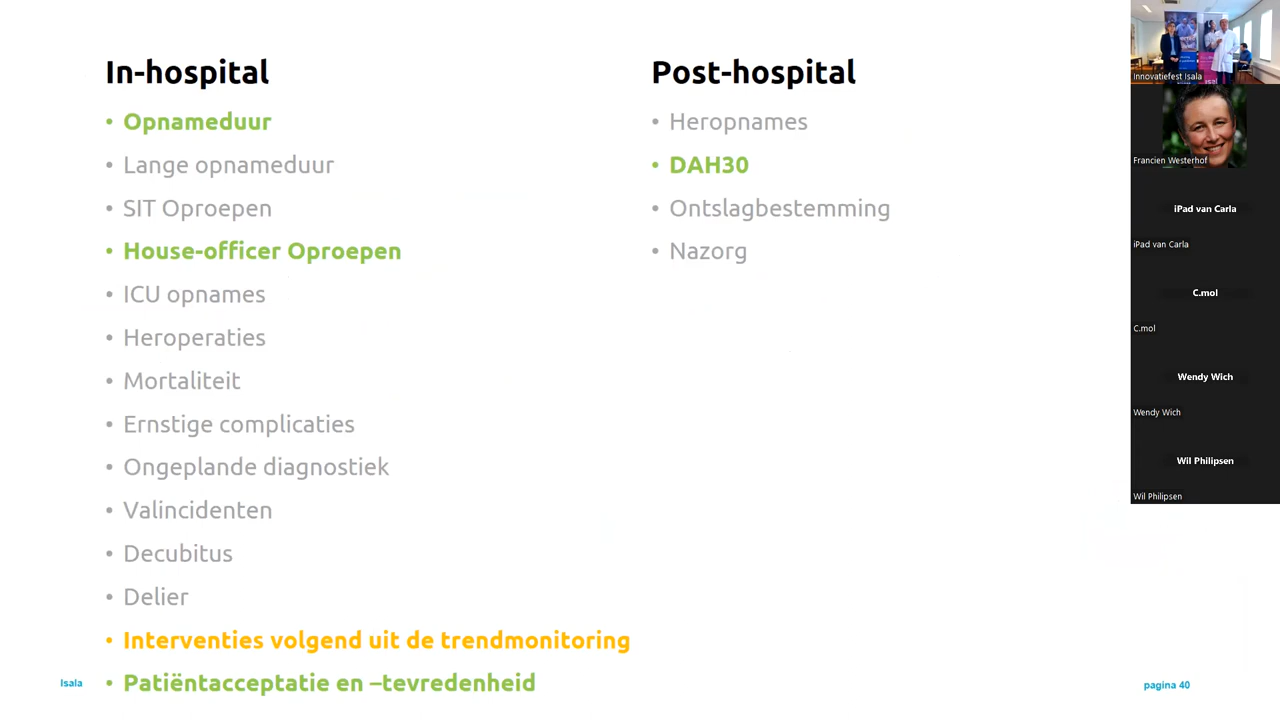 In-hospital
• Opnameduur
• Lange opnameduur
• SIT Oproepen
• House-officer Oproepen
• ICU opnames
• Heroperaties
• Mortaliteit
• Ernstige complicaties
• Ongeplande diagnostiek
• Valincidenten
• Decubitus
• Delier
• Interventies volgend uit de trendmonitoring
• Patiëntacceptatie en –tevredenheid
Post-hospital
• Heropnames
• DAH30
• Ontslagbestemming
• Nazorg
Isala
pagina 40
Innovatiefest Isala
Francien Westerhof
iPad van Carla
iPad van Carla
C.mol
C.mol
Wendy Wich
Wendy Wich
Wil Philipsen
Wil Philipsen